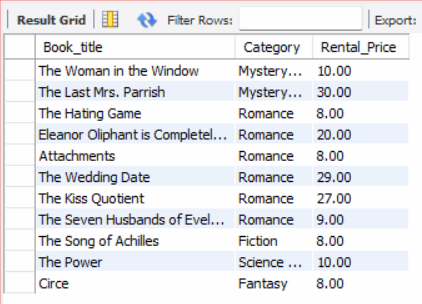 Result Grid Filter Rows: Export:
Book_title Category Rental_Price
The Woman in the Window Mystery... 10.00
The Last Mrs. Parrish Mystery... 30.00
The Hating Game Romance 8.00
Eleanor Oliphant is Completel... Romance 20.00
Attachments Romance 8.00
The Wedding Date Romance 29.00
The Kiss Quotient Romance 27.00
The Seven Husbands of Evel... Romance 9.00
The Song of Achilles Fiction 8.00
The Power Science ... 10.00
Circe Fantasy 8.00